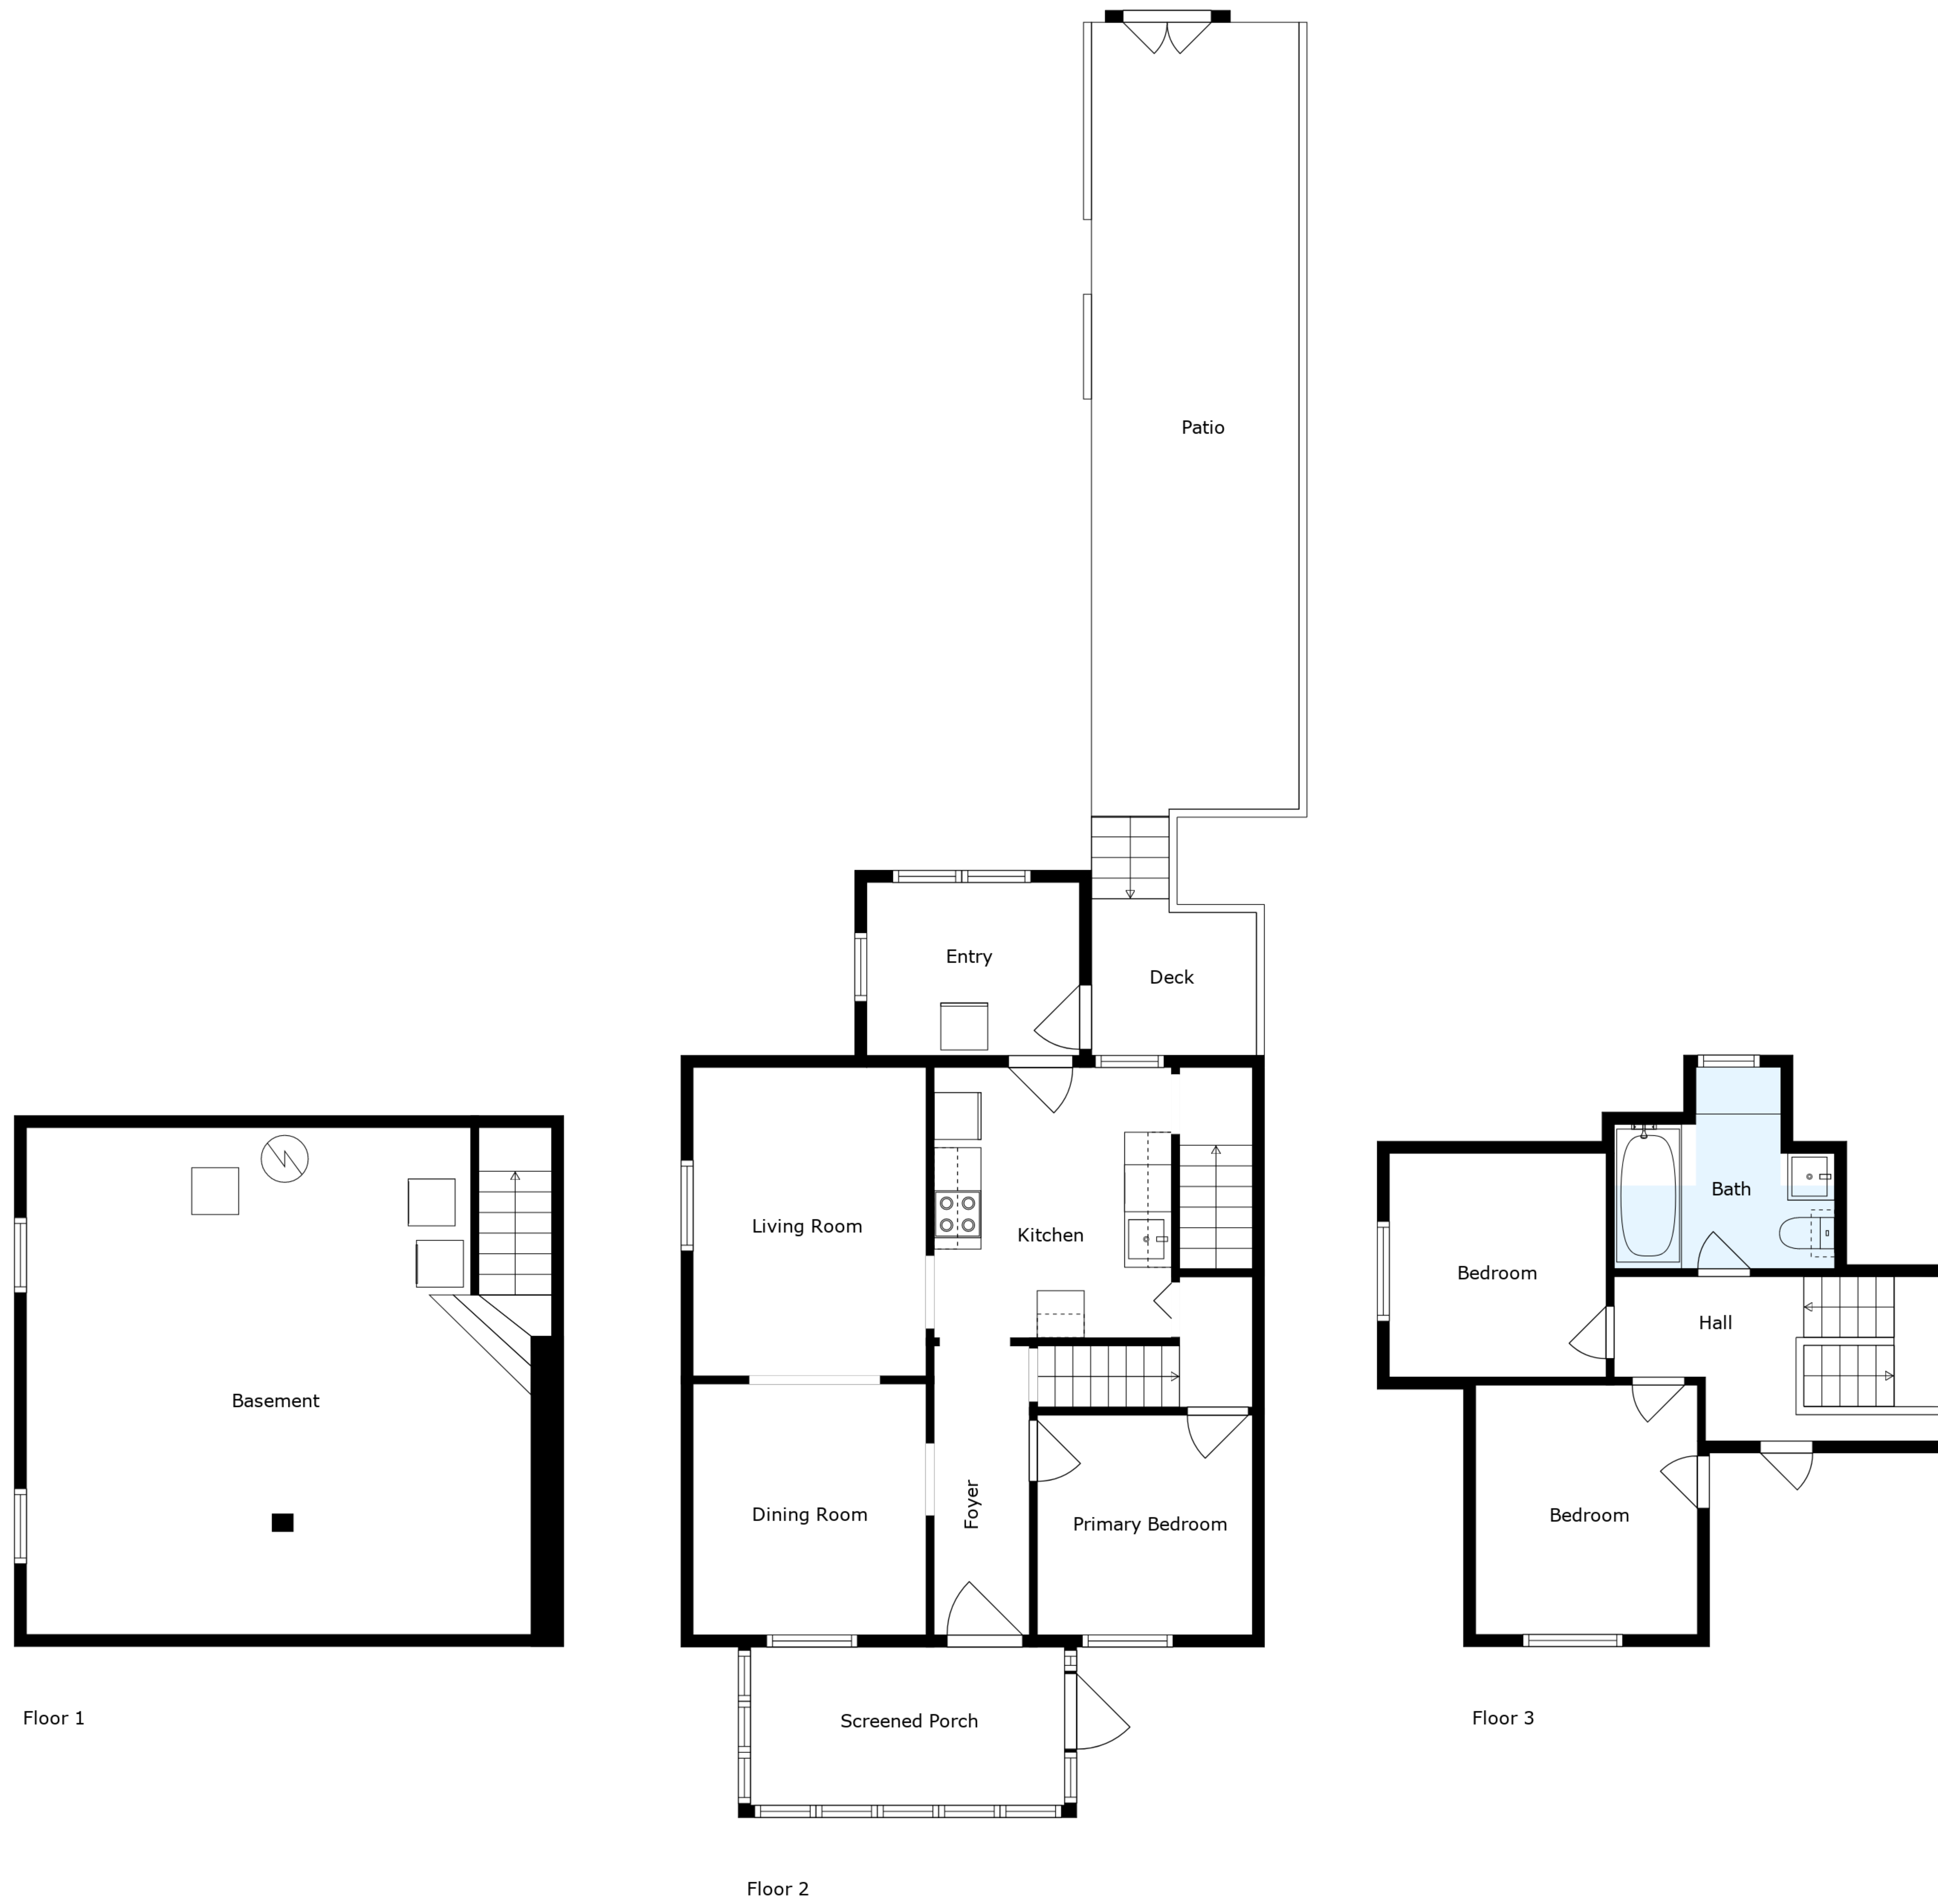 Patio
Entry
Deck
Living Room
Kitchen
Dining Room
Foyer
Primary Bedroom
Screened Porch
Basement
Bath
Bedroom
Hall
Bedroom
Floor 1
Floor 2
Floor 3